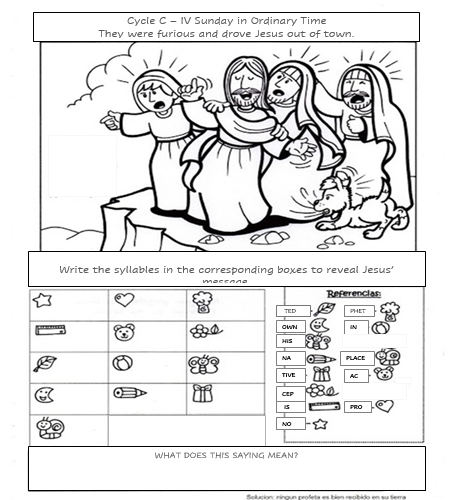 Cycle C – IV Sunday in Ordinary Time
They were furious and drove Jesus out of town.
Write the syllables in the corresponding boxes to reveal Jesus'
message
Referencias:
TED
PHET
OWN
IN
HIS
NA
PLACE
TIVE
AC
CEP
IS
PRO
NO
WHAT DOES THIS SAYING MEAN?
Solucion: ningun profeta es bien recibido en su tierra